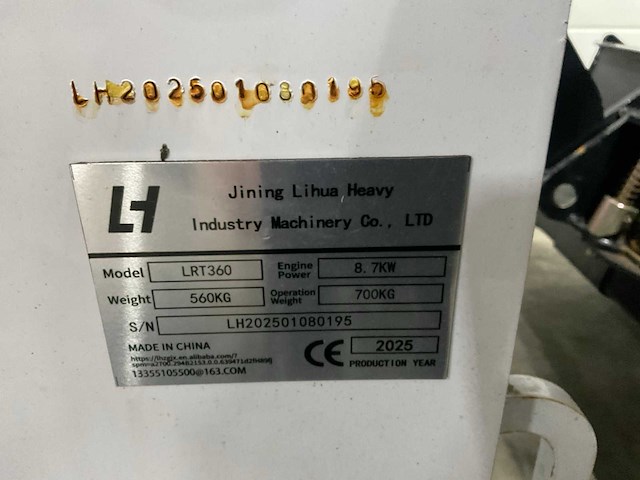 LH202501080190
LH
Jining Lihua Heavy
Industry Machinery Co., LTD
Model LRT360 Engine Power 8.7KW
Weight 560KG Operation Weight 700KG
S/N LH202501080195
MADE IN CHINA
CE 2025
PRODUCTION YEAR
13355105500@163.COM